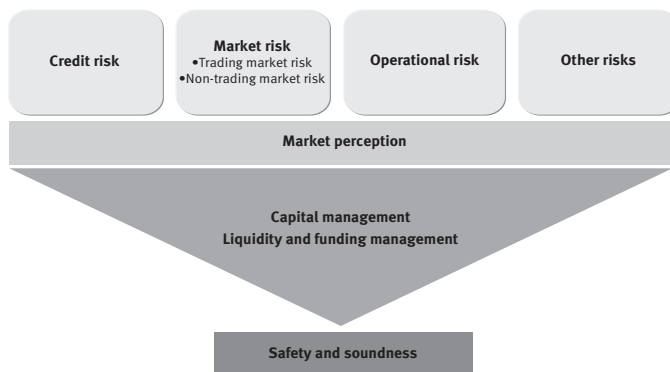 Credit risk
Market risk
•Trading market risk
•Non-trading market risk
Operational risk
Other risks
Market perception
Capital management
Liquidity and funding management
Safety and soundness